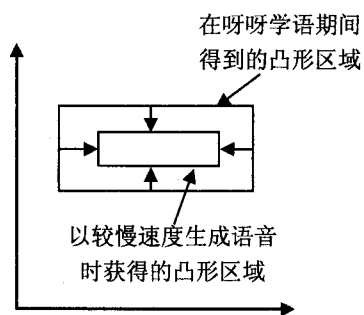 在呀呀学语期间
得到的凸形区域
以较慢速度生成语音
时获得的凸形区域